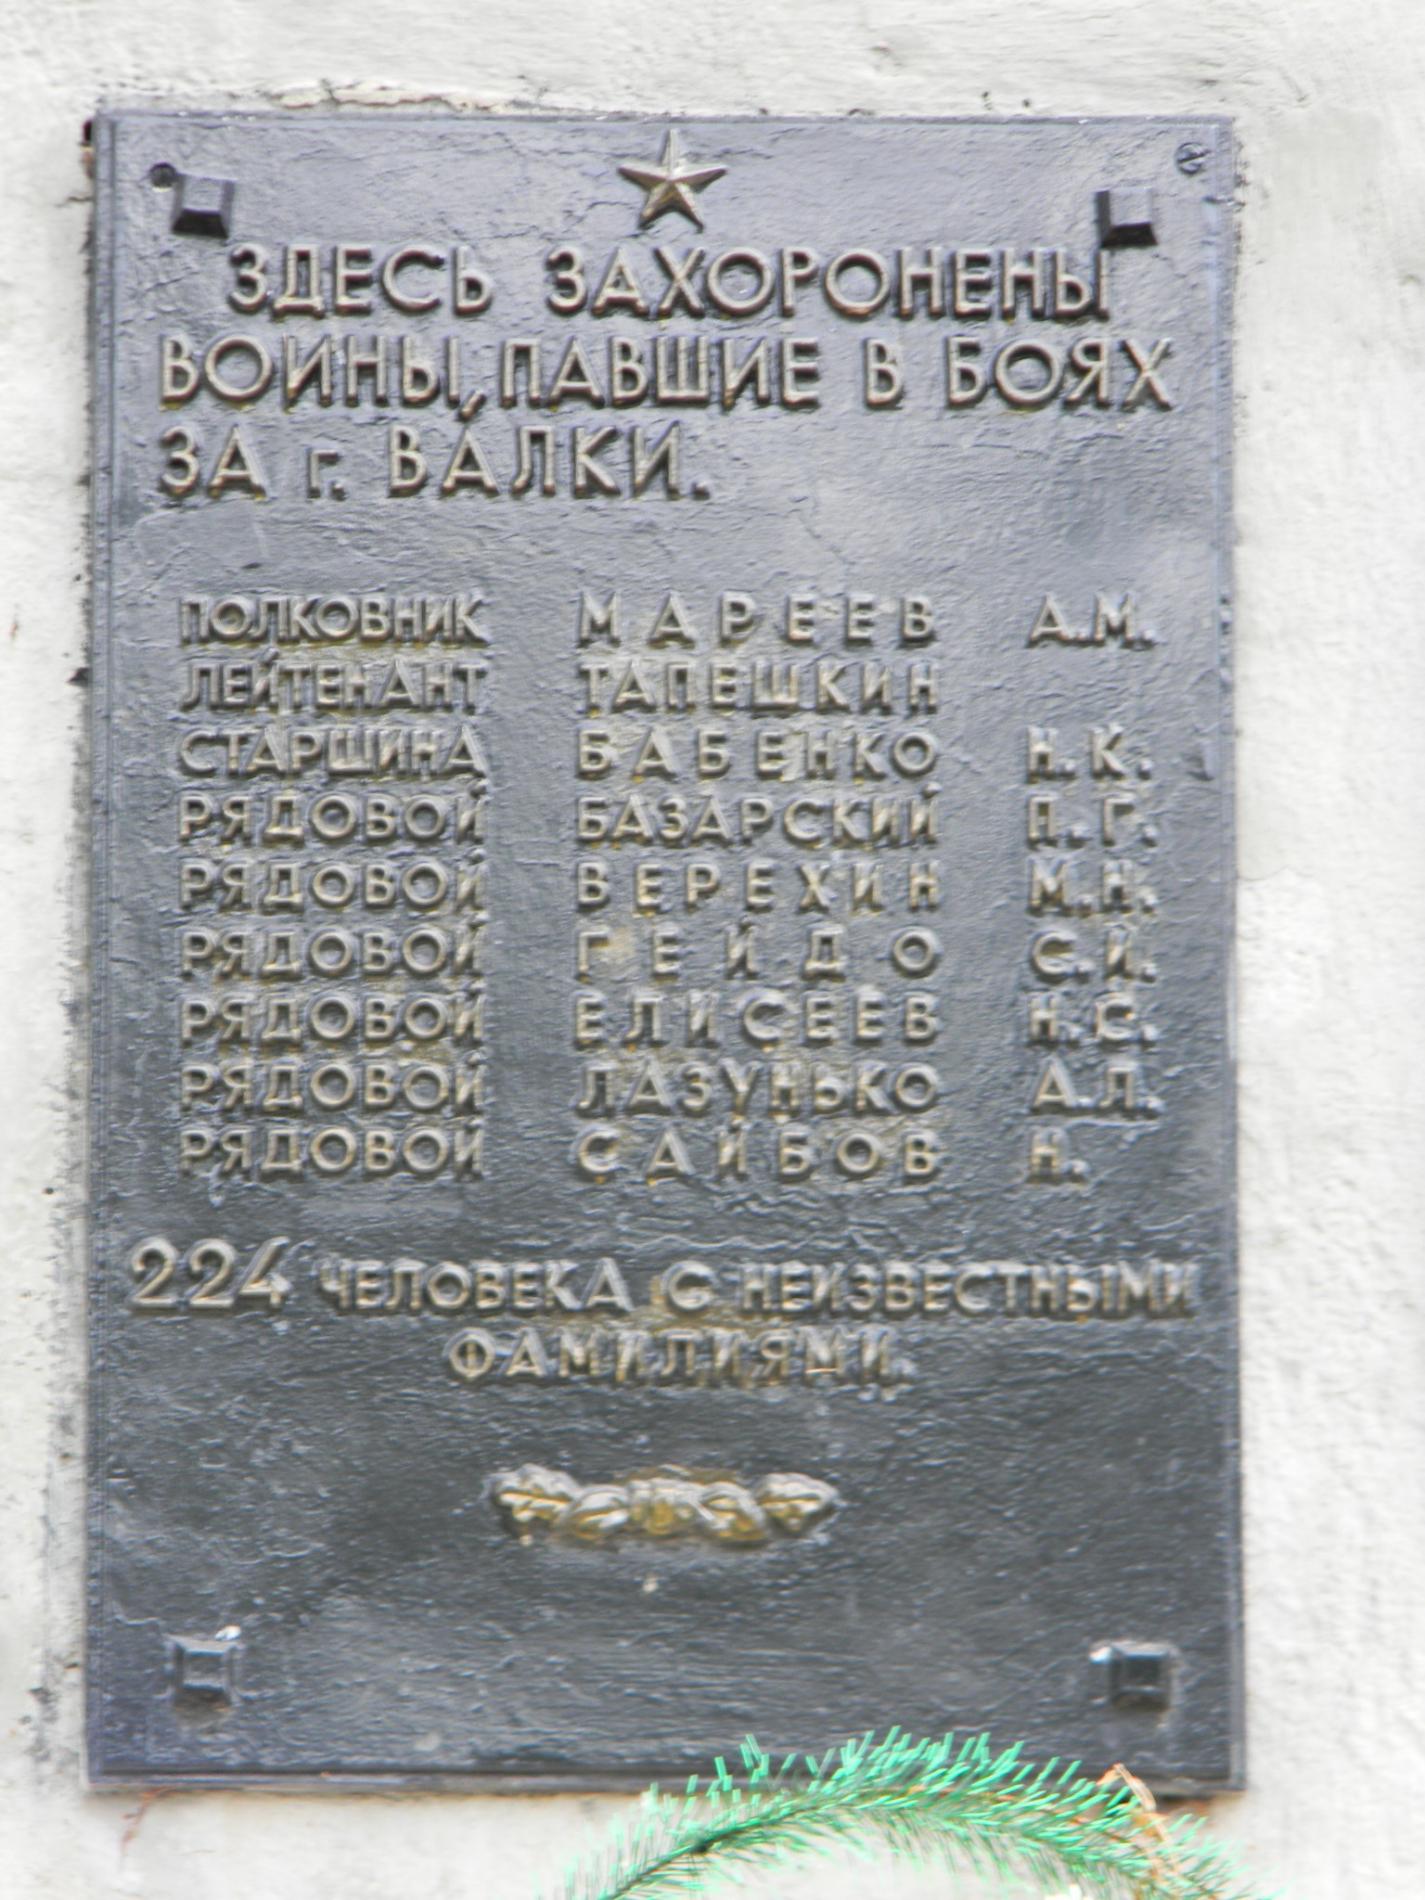 ЗДЕСЬ ЗАХОРОНЕНЫ
ВОИНЫ, ПАВШИЕ В БОЯХ
ЗА г. ВАЛКИ.
ПОЛКОВНИК МАРЕЕВ А.М.
ЛЕЙТЕНАНТ ТАПЕШКИН
СТАРШИНА БАБЕНКО Н.К.
РЯДОВОЙ БАЗАРСКИЙ П.Г.
РЯДОВОЙ ВЕРЕХИН М.Н.
РЯДОВОЙ ГЕЙДО С.И.
РЯДОВОЙ ЕЛИСЕЕВ Н.С.
РЯДОВОЙ ЛАЗУНЬКО А.Л.
РЯДОВОЙ САИБОВ Н.
224 ЧЕЛОВЕКА С НЕИЗВЕСТНЫМИ
ФАМИЛИЯМИ.